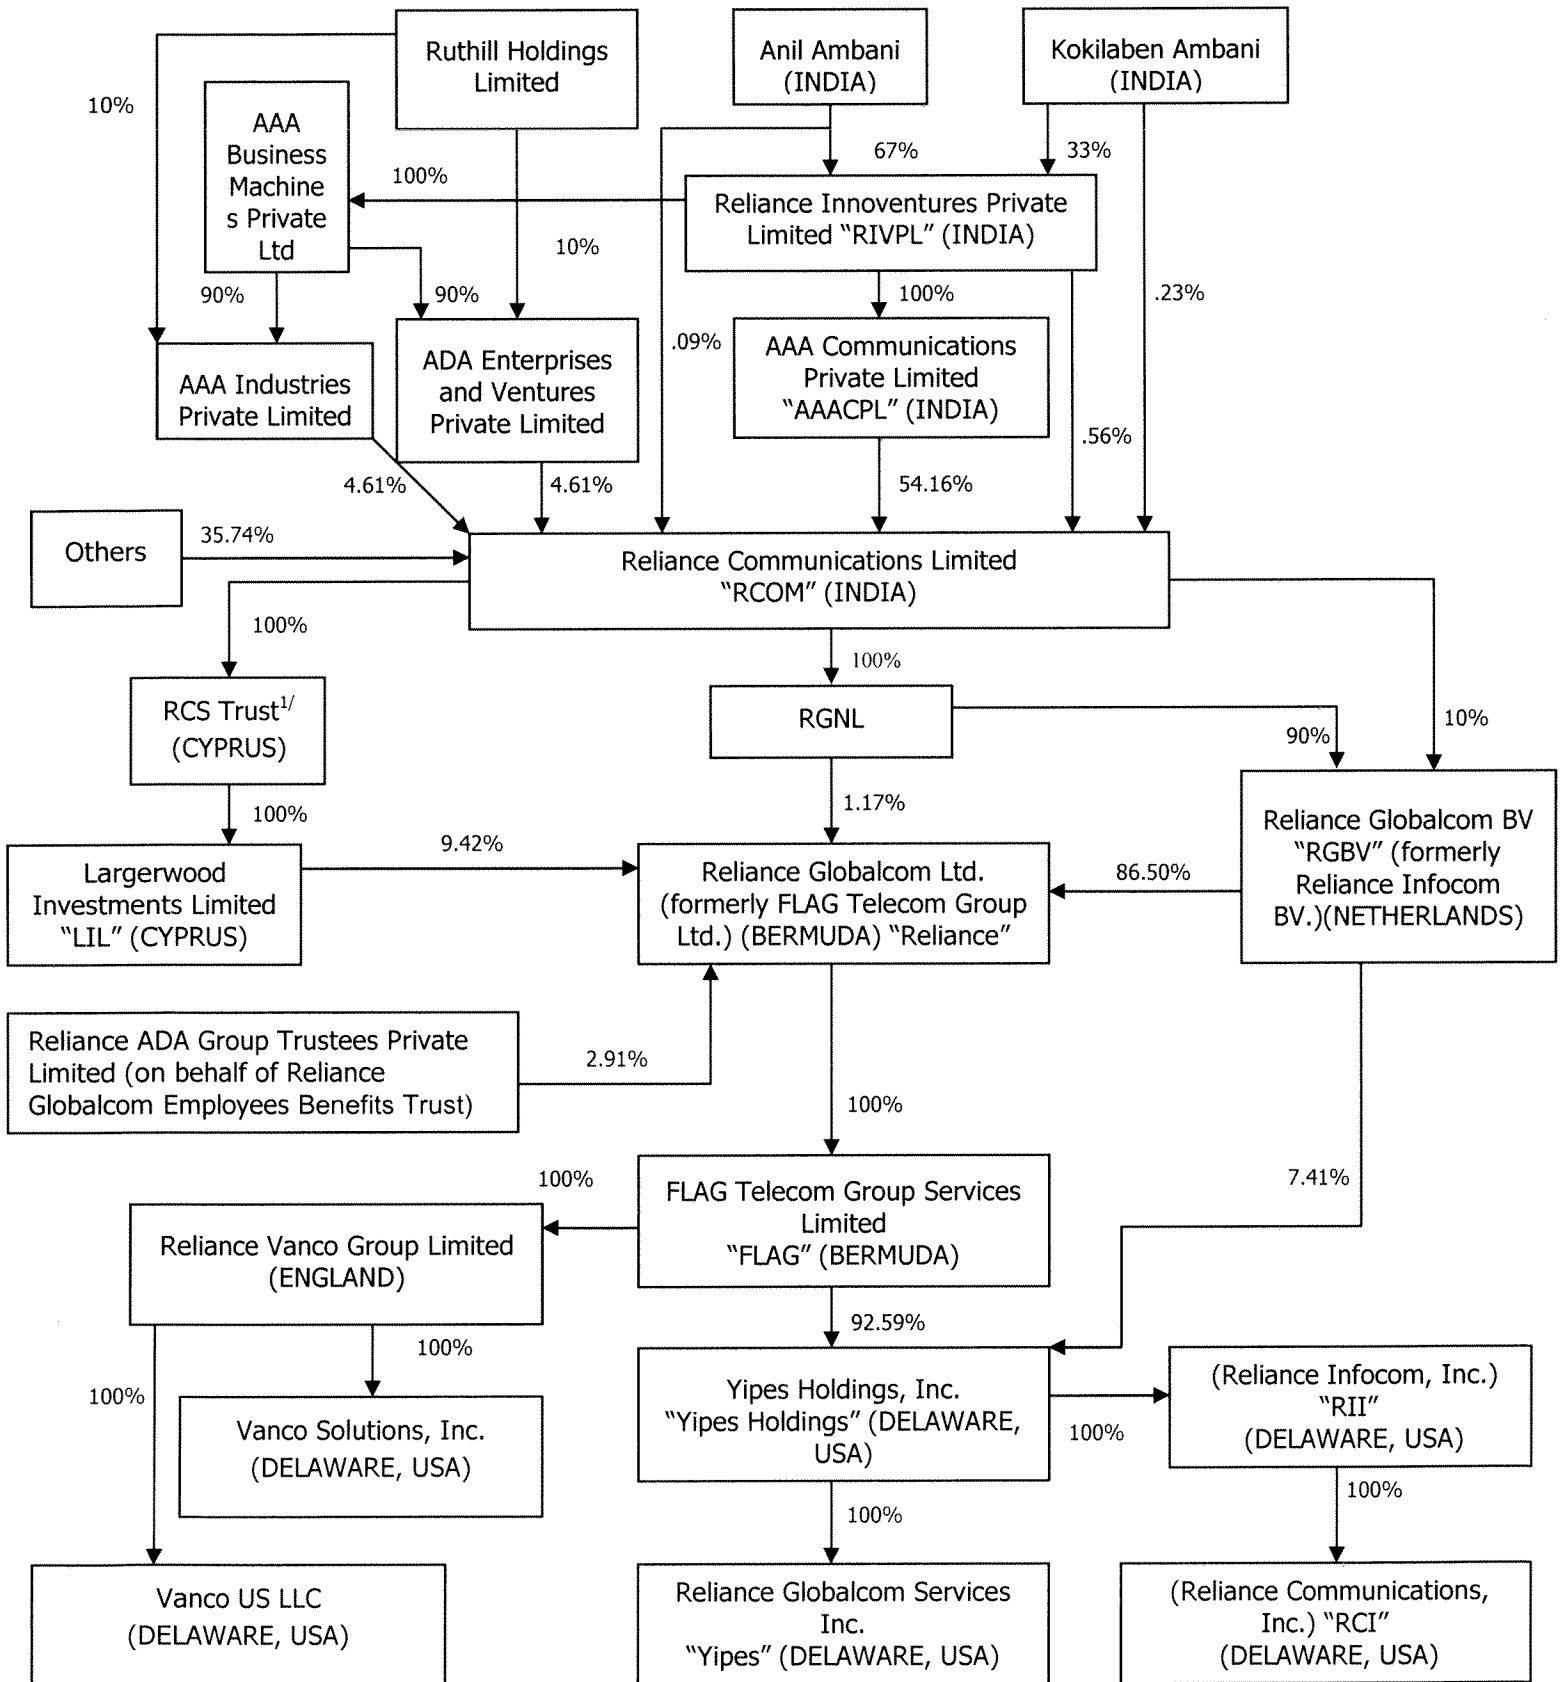 Ruthill Holdings
Limited
Anil Ambani
(INDIA)
Kokilaben Ambani
(INDIA)
10%
AAA
Business
Machine
s Private
Ltd
67%
33%
100%
Reliance Innoventures Private
Limited “RIVPL” (INDIA)
10%
90%
90%
100%
.23%
.09%
AAA Industries
Private Limited
ADA Enterprises
and Ventures
Private Limited
AAA Communications
Private Limited
“AAACPL” (INDIA)
.56%
4.61%
4.61%
54.16%
Others
35.74%
Reliance Communications Limited
“RCOM” (INDIA)
100%
100%
RCS Trust1/
(CYPRUS)
RGNL
90%
10%
100%
1.17%
Largerwood
Investments Limited
“LIL” (CYPRUS)
9.42%
Reliance Globalcom Ltd.
(formerly FLAG Telecom Group
Ltd.) (BERMUDA) “Reliance”
86.50%
Reliance Globalcom BV
“RGBV” (formerly
Reliance Infocom
BV.)(NETHERLANDS)
Reliance ADA Group Trustees Private
Limited (on behalf of Reliance
Globalcom Employees Benefits Trust)
2.91%
100%
100%
FLAG Telecom Group Services
Limited
“FLAG” (BERMUDA)
7.41%
Reliance Vanco Group Limited
(ENGLAND)
92.59%
100%
100%
Vanco Solutions, Inc.
(DELAWARE, USA)
Yipes Holdings, Inc.
“Yipes Holdings” (DELAWARE,
USA)
100%
(Reliance Infocom, Inc.)
“RII”
(DELAWARE, USA)
100%
100%
Vanco US LLC
(DELAWARE, USA)
Reliance Globalcom Services
Inc.
“Yipes” (DELAWARE, USA)
(Reliance Communications,
Inc.) “RCI”
(DELAWARE, USA)